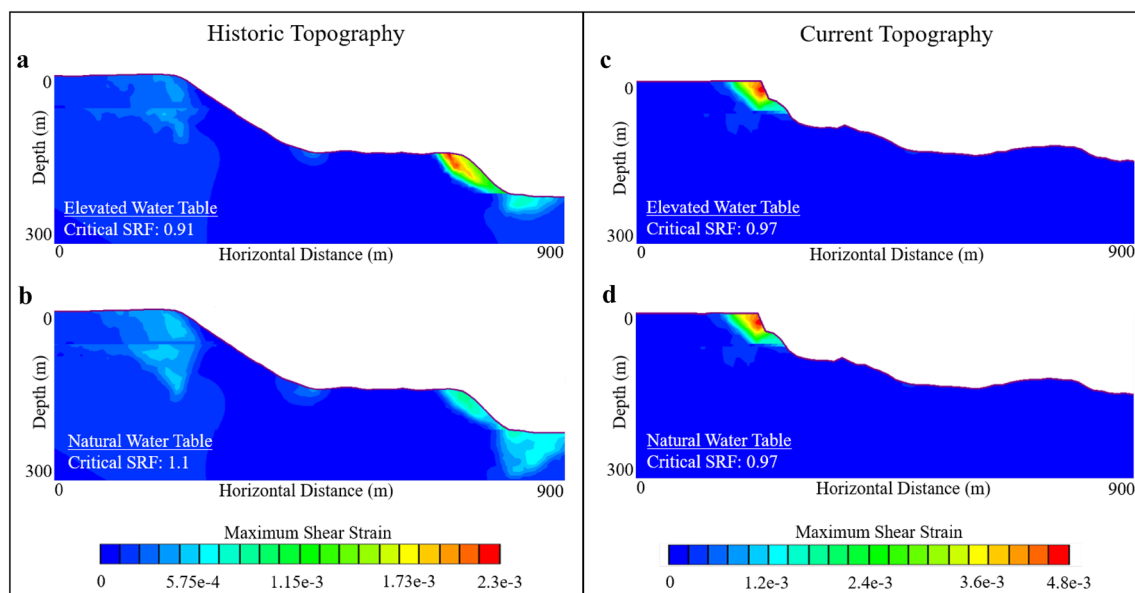 Historic Topography
a
0
Depth (m)
Elevated Water Table
Critical SRF: 0.91
300
0
Horizontal Distance (m)
900
b
0
Depth (m)
Natural Water Table
Critical SRF: 1.1
300
0
Horizontal Distance (m)
900
Maximum Shear Strain
0 5.75e-4 1.15e-3 1.73e-3 2.3e-3
Current Topography
c
0
Depth (m)
Elevated Water Table
Critical SRF: 0.97
300
0
Horizontal Distance (m)
900
d
0
Depth (m)
Natural Water Table
Critical SRF: 0.97
300
0
Horizontal Distance (m)
900
Maximum Shear Strain
0 1.2e-3 2.4e-3 3.6e-3 4.8e-3